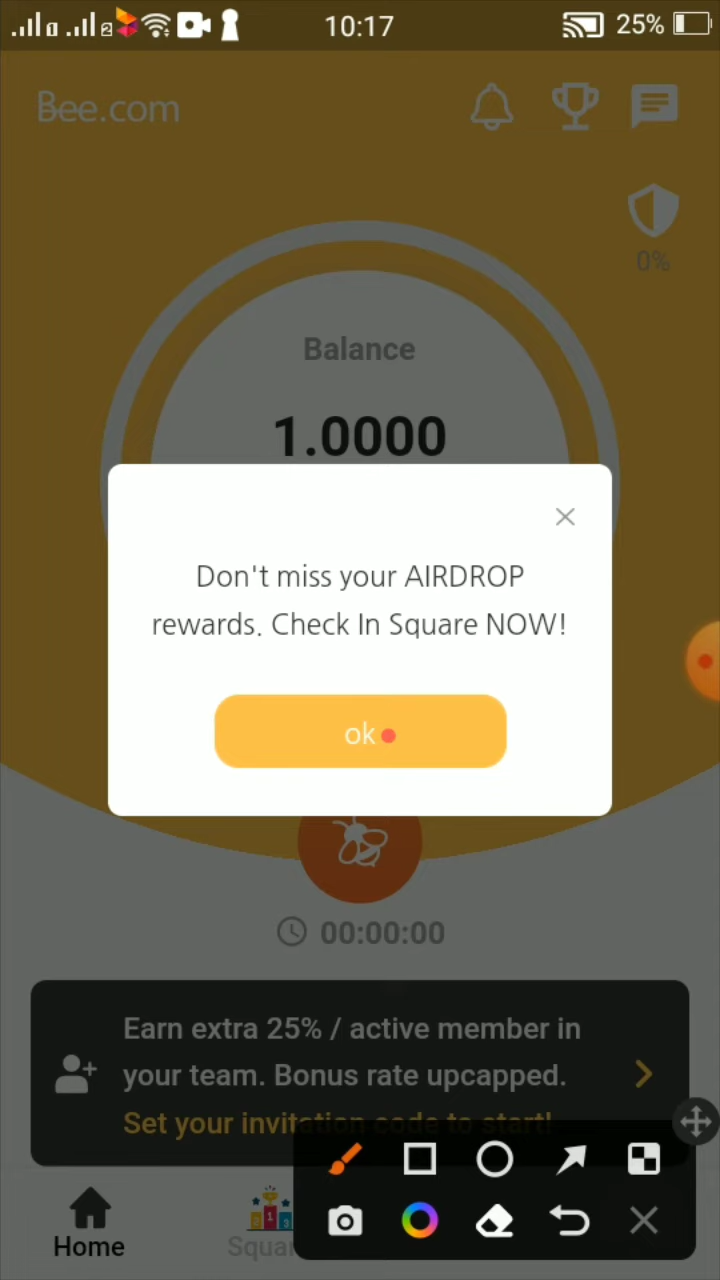 10:17
25%
Bee.com
0%
Balance
1.0000
Don't miss your AIRDROP
rewards. Check In Square NOW!
ok
00:00:00
Earn extra 25% / active member in
your team. Bonus rate upcapped.
Set your invitation code to start!
Home